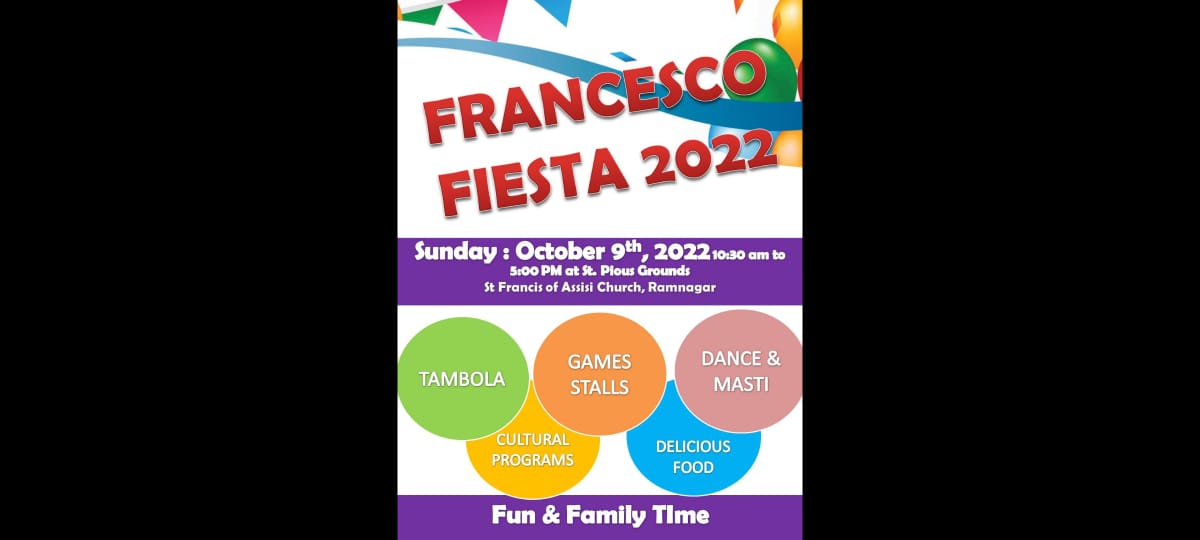 FRANCESCO
FIESTA 2022
Sunday : October 9th, 2022 10:30 am to
5:00 PM at St. Pious Grounds
St Francis of Assisi Church, Ramnagar
TAMBOLA
GAMES
STALLS
DANCE &
MASTI
CULTURAL
PROGRAMS
DELICIOUS
FOOD
Fun & Family TIme